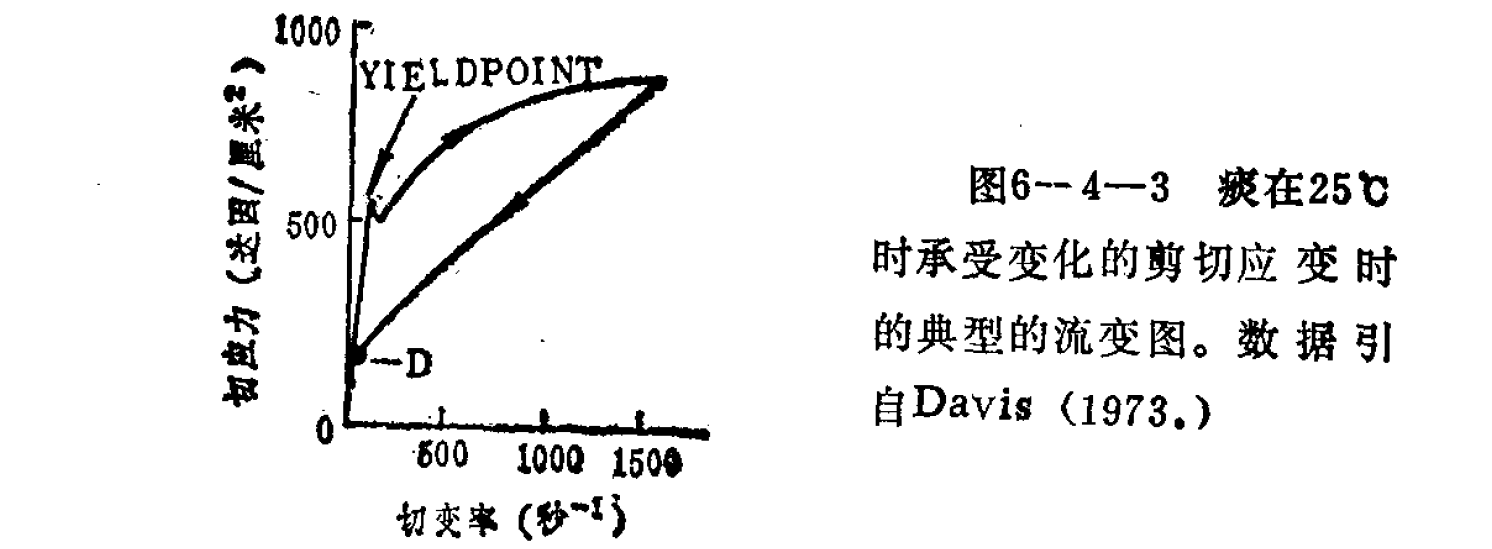 1000
YIELDPOINT
500
D
0
500 1000 1500
切变率(秒-1)
切应力(达因/厘米2)
图6--4—3 痰在25℃
时承受变化的剪切应变时
的典型的流变图。数据引
自Davis(1973.)